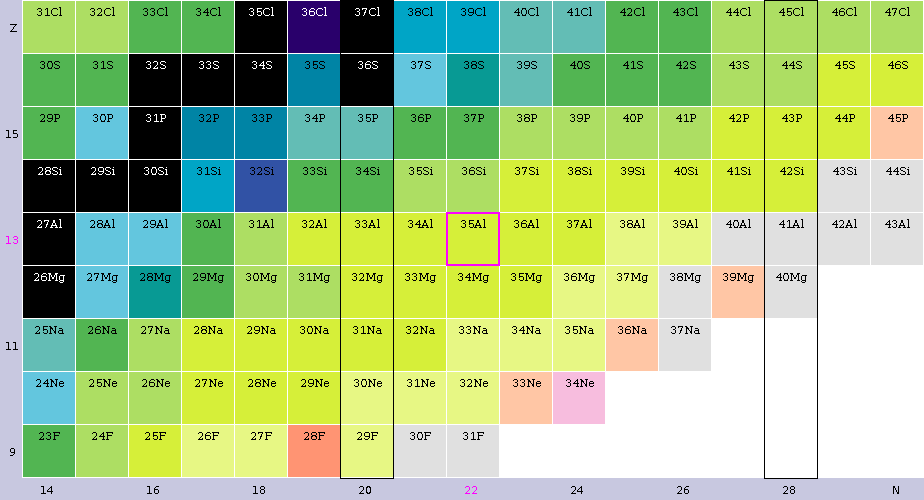 31Cl 32Cl 33Cl 34Cl 35Cl 36Cl 37Cl 38Cl 39Cl 40Cl 41Cl 42Cl 43Cl 44Cl 45Cl 46Cl 47Cl
Z
30S 31S 32S 33S 34S 35S 36S 37S 38S 39S 40S 41S 42S 43S 44S 45S 46S
29P 30P 31P 32P 33P 34P 35P 36P 37P 38P 39P 40P 41P 42P 43P 44P 45P
15
28Si 29Si 30Si 31Si 32Si 33Si 34Si 35Si 36Si 37Si 38Si 39Si 40Si 41Si 42Si 43Si 44Si
27Al 28Al 29Al 30Al 31Al 32Al 33Al 34Al 35Al 36Al 37Al 38Al 39Al 40Al 41Al 42Al 43Al
13
26Mg 27Mg 28Mg 29Mg 30Mg 31Mg 32Mg 33Mg 34Mg 35Mg 36Mg 37Mg 38Mg 39Mg 40Mg
25Na 26Na 27Na 28Na 29Na 30Na 31Na 32Na 33Na 34Na 35Na 36Na 37Na
11
24Ne 25Ne 26Ne 27Ne 28Ne 29Ne 30Ne 31Ne 32Ne 33Ne 34Ne
23F 24F 25F 26F 27F 28F 29F 30F 31F
9
14 16 18 20 22 24 26 28 N